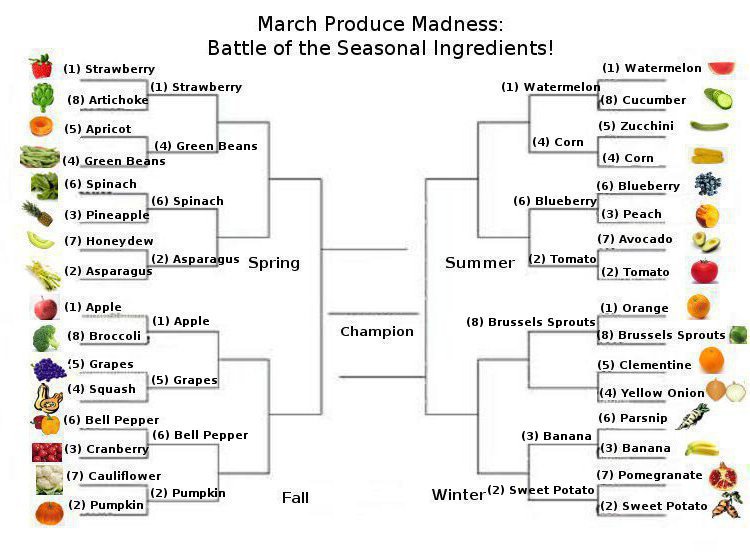 March Produce Madness:
Battle of the Seasonal Ingredients!
(1) Strawberry
(8) Artichoke
(5) Apricot
(4) Green Beans
(6) Spinach
(3) Pineapple
(7) Honeydew
(2) Asparagus
(1) Strawberry
(4) Green Beans
(6) Spinach
(2) Asparagus
Spring
(1) Apple
(8) Broccoli
(5) Grapes
(4) Squash
(6) Bell Pepper
(3) Cranberry
(7) Cauliflower
(2) Pumpkin
(1) Apple
(5) Grapes
(6) Bell Pepper
(2) Pumpkin
Fall
Champion
(1) Watermelon
(4) Corn
(6) Blueberry
(2) Tomato
Summer
(1) Watermelon
(8) Cucumber
(5) Zucchini
(4) Corn
(6) Blueberry
(3) Peach
(7) Avocado
(2) Tomato
(8) Brussels Sprouts
(3) Banana
(2) Sweet Potato
Winter
(1) Orange
(8) Brussels Sprouts
(5) Clementine
(4) Yellow Onion
(6) Parsnip
(3) Banana
(7) Pomegranate
(2) Sweet Potato